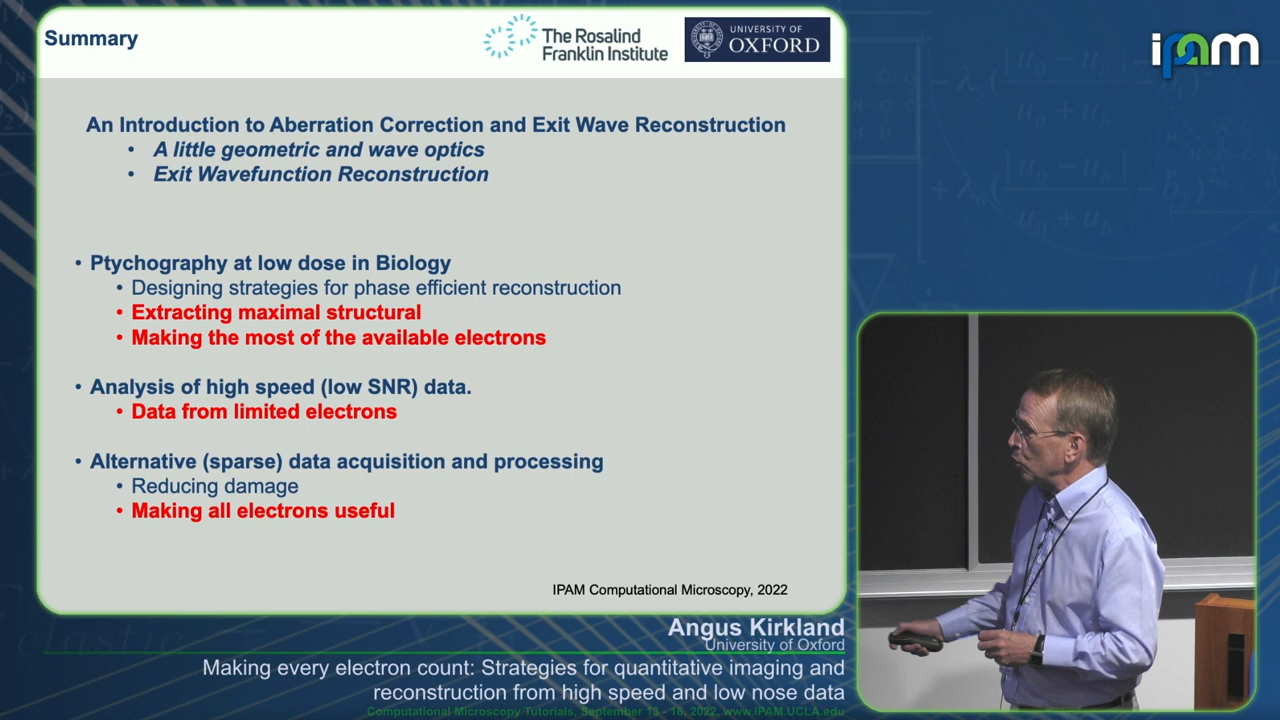 Summary
The Rosalind
Franklin Institute
UNIVERSITY OF
OXFORD
ipam
An Introduction to Aberration Correction and Exit Wave Reconstruction
• A little geometric and wave optics
• Exit Wavefunction Reconstruction
• Ptychography at low dose in Biology
• Designing strategies for phase efficient reconstruction
• Extracting maximal structural
• Making the most of the available electrons
• Analysis of high speed (low SNR) data.
• Data from limited electrons
• Alternative (sparse) data acquisition and processing
• Reducing damage
• Making all electrons useful
IPAM Computational Microscopy, 2022
Angus Kirkland
University of Oxford
Making every electron count: Strategies for quantitative imaging and
reconstruction from high speed and low nose data
Computational Microscopy Tutorials, September 13 - 16, 2022, www.IPAM.UCLA.edu